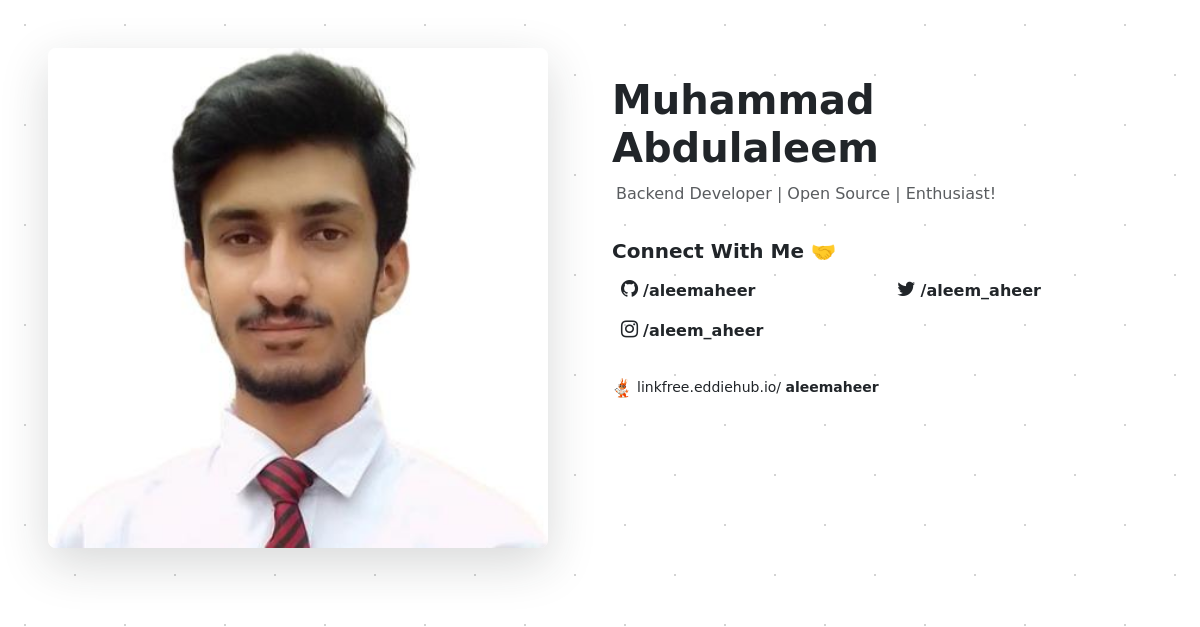 Muhammad
Abdulaleem
Backend Developer | Open Source | Enthusiast!
Connect With Me 🤝
/aleemaheer
/aleem_aheer
/aleem_aheer
linkfree.eddiehub.io/ aleemaheer